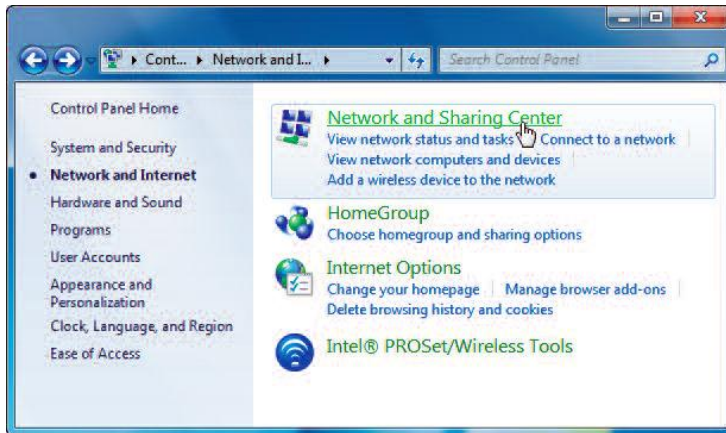 Cont... Network and I...
Search Control Panel
Control Panel Home
System and Security
Network and Internet
Hardware and Sound
Programs
User Accounts
Appearance and
Personalization
Clock, Language, and Region
Ease of Access
Network and Sharing Center
View network status and tasks Connect to a network
View network computers and devices
Add a wireless device to the network
HomeGroup
Choose homegroup and sharing options
Internet Options
Change your homepage Manage browser add-ons
Delete browsing history and cookies
Intel® PROSet/Wireless Tools